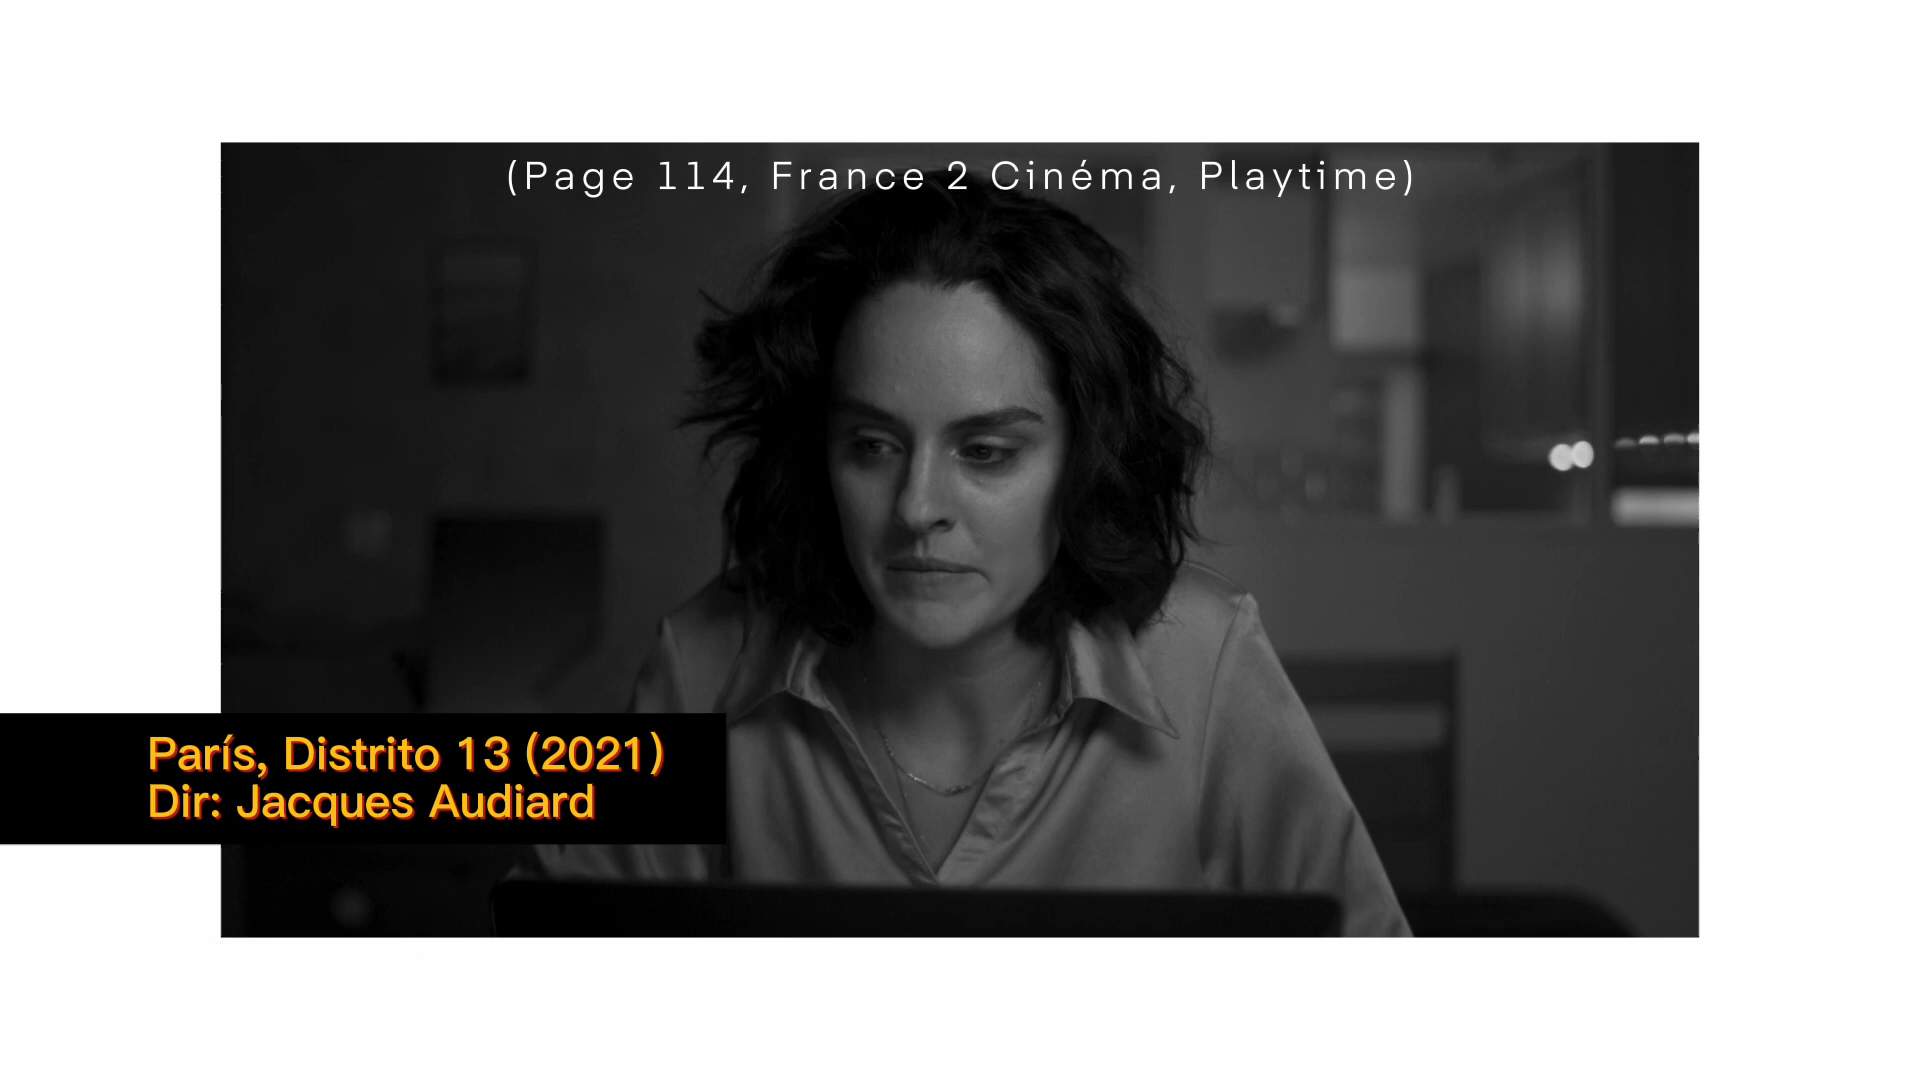 (Page 114, France 2 Cinéma, Playtime)
París, Distrito 13 (2021)
Dir: Jacques Audiard